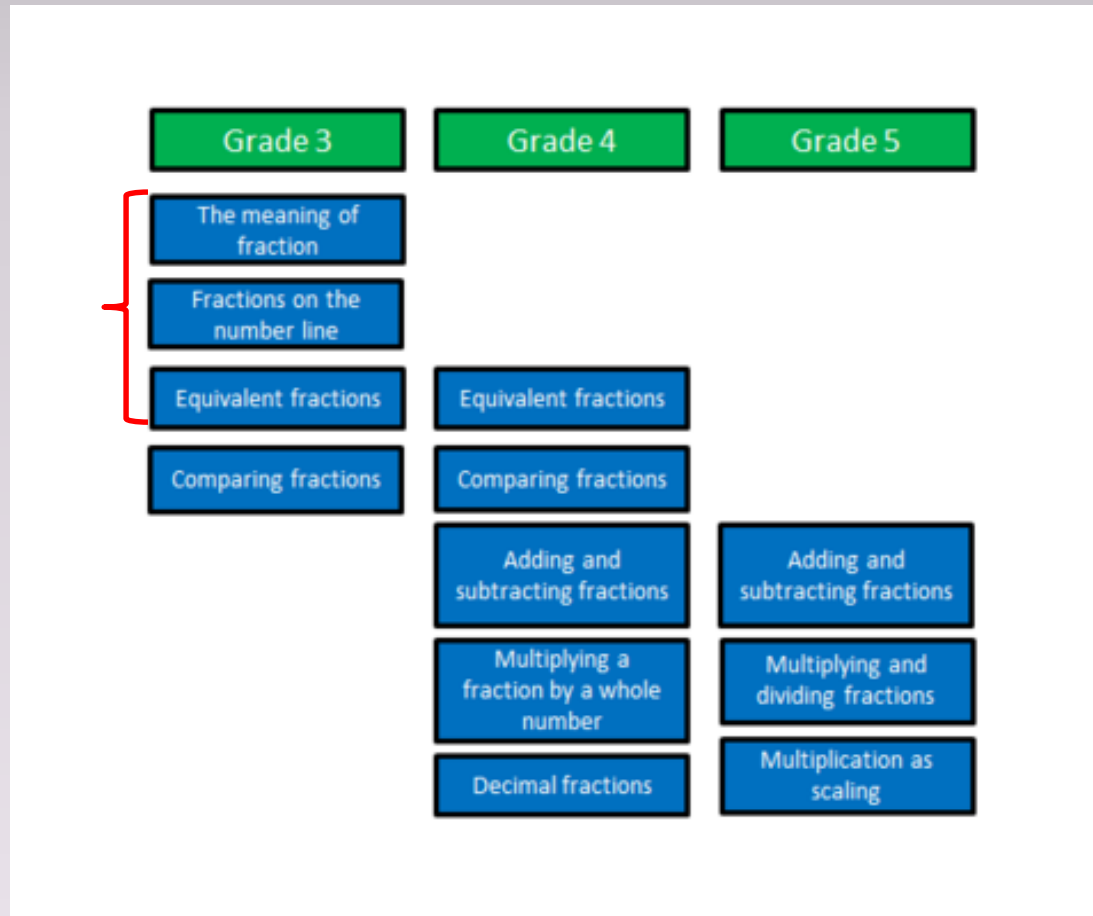 Grade 3
Grade 4
Grade 5
The meaning of
fraction
Fractions on the
number line
Equivalent fractions
Equivalent fractions
Comparing fractions
Comparing fractions
Adding and
subtracting fractions
Adding and
subtracting fractions
Multiplying a
fraction by a whole
number
Multiplying and
dividing fractions
Decimal fractions
Multiplication as
scaling